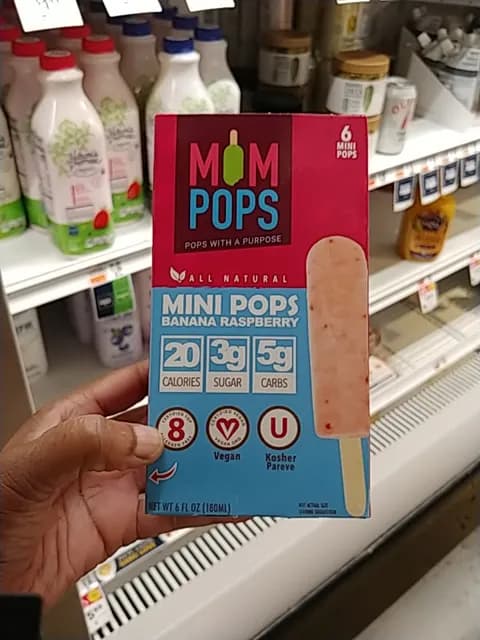 6
MINI
POPS
MOM
POPS
POPS WITH A PURPOSE
ALL NATURAL
MINI POPS
BANANA RASPBERRY
20 3g 5g
CALORIES SUGAR CARBS
8 V U
Vegan Kosher
Pareve
NET WT 6 FL OZ (180ML)